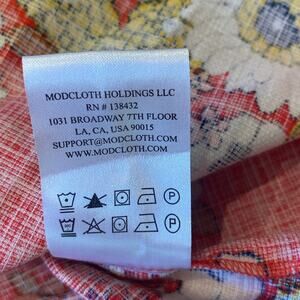 MODCLOTH HOLDINGS LLC
RN # 138432
1031 BROADWAY 7TH FLOOR
LA, CA, USA 90015
SUPPORT@MODCLOTH.COM
WWW.MODCLOTH.COM
P
P